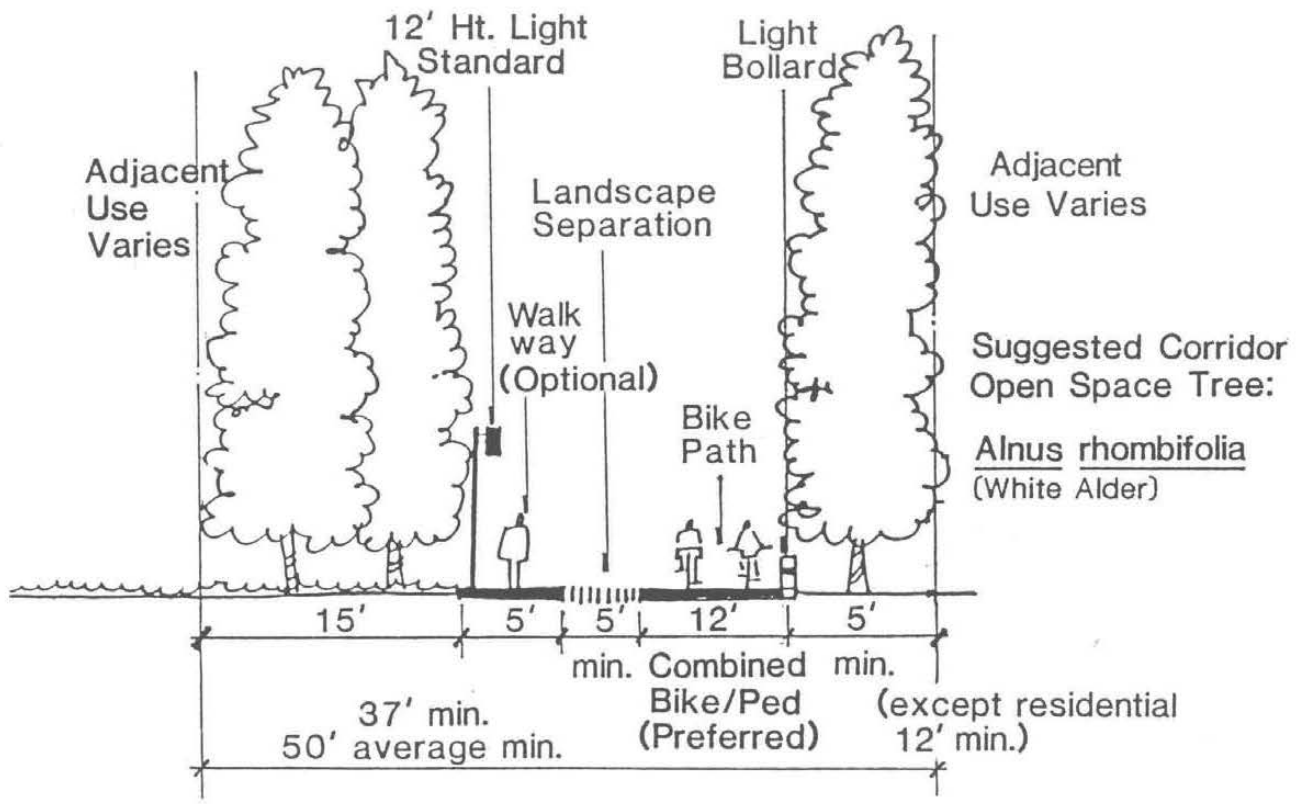 12' Ht. Light
Standard
Light
Bollard
Adjacent
Use
Varies
Landscape
Separation
Adjacent
Use Varies
Walk
way
(Optional)
Bike
Path
Suggested Corridor
Open Space Tree:
Alnus rhombifolia
(White Alder)
15'
5'
5'
12'
5'
min.
Combined
Bike/Ped
(Preferred)
min.
(except residential
12' min.)
37' min.
50' average min.